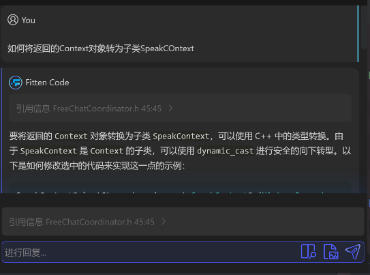 You
如何将返回的Context对象转为子类SpeakCOntext
Fitten Code
引用信息 FreeChatCoordinator.h 45:45
要将返回的 Context 对象转换为子类 SpeakContext，可以使用 C++ 中的类型转换。由
于 SpeakContext 是 Context 的子类，可以使用 dynamic_cast 进行安全的向下转型。以
下是如何修改选中的代码来实现这一点的示例：
引用信息 FreeChatCoordinator.h 45:45
进行回复...